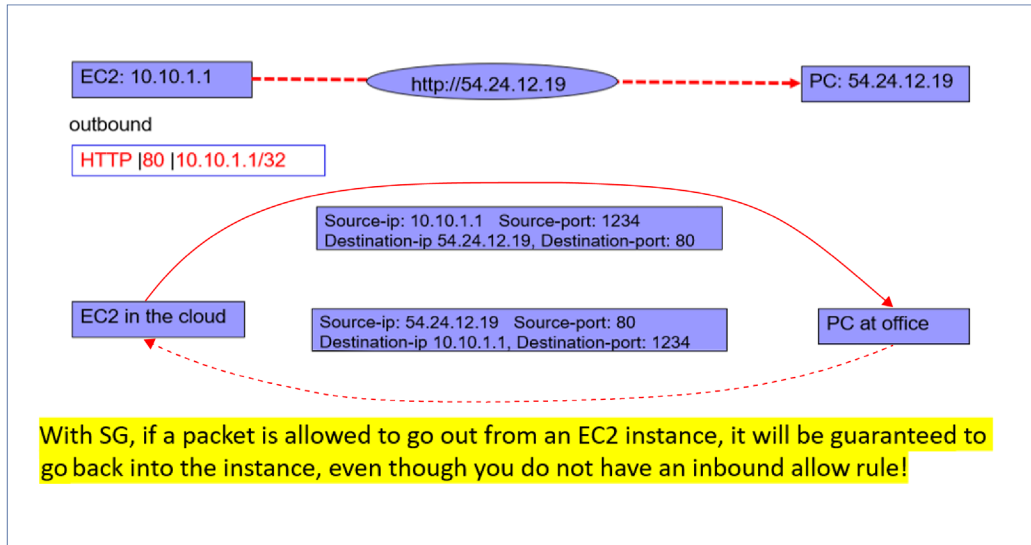 EC2: 10.10.1.1
http://54.24.12.19
PC: 54.24.12.19
outbound
HTTP |80 |10.10.1.1/32
Source-ip: 10.10.1.1 Source-port: 1234
Destination-ip 54.24.12.19, Destination-port: 80
EC2 in the cloud
Source-ip: 54.24.12.19 Source-port: 80
Destination-ip 10.10.1.1, Destination-port: 1234
PC at office
With SG, if a packet is allowed to go out from an EC2 instance, it will be guaranteed to
go back into the instance, even though you do not have an inbound allow rule!